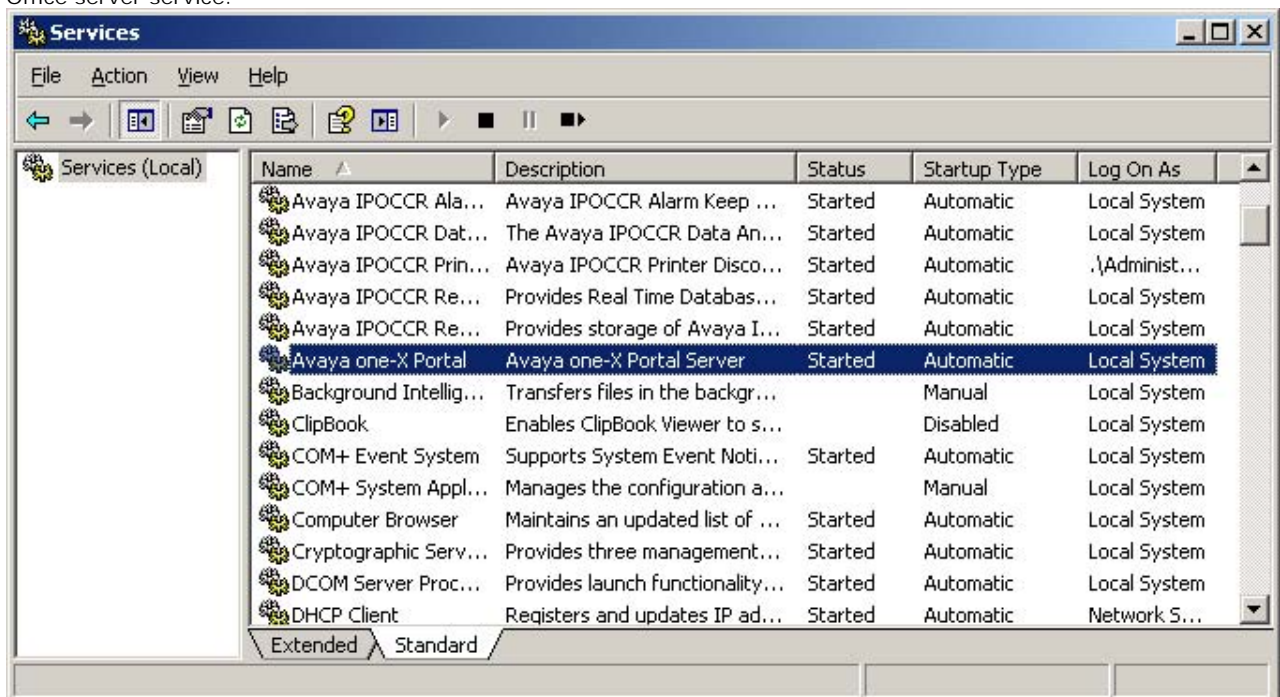 Office server service.
Services
File Action View Help
Services (Local)
Name Description Status Startup Type Log On As
Avaya IPOCCR Ala... Avaya IPOCCR Alarm Keep ... Started Automatic Local System
Avaya IPOCCR Dat... The Avaya IPOCCR Data An... Started Automatic Local System
Avaya IPOCCR Prin... Avaya IPOCCR Printer Disco... Started Automatic .\Administ...
Avaya IPOCCR Re... Provides Real Time Databas... Started Automatic Local System
Avaya IPOCCR Re... Provides storage of Avaya I... Started Automatic Local System
Avaya one-X Portal Avaya one-X Portal Server Started Automatic Local System
Background Intellig... Transfers files in the backgr... Manual Local System
ClipBook Enables ClipBook Viewer to s... Disabled Local System
COM+ Event System Supports System Event Noti... Started Automatic Local System
COM+ System Appl... Manages the configuration a... Manual Local System
Computer Browser Maintains an updated list of ... Started Automatic Local System
Cryptographic Serv... Provides three management... Started Automatic Local System
DCOM Server Proc... Provides launch functionality... Started Automatic Local System
DHCP Client Registers and updates IP ad... Started Automatic Network S...
Extended Standard